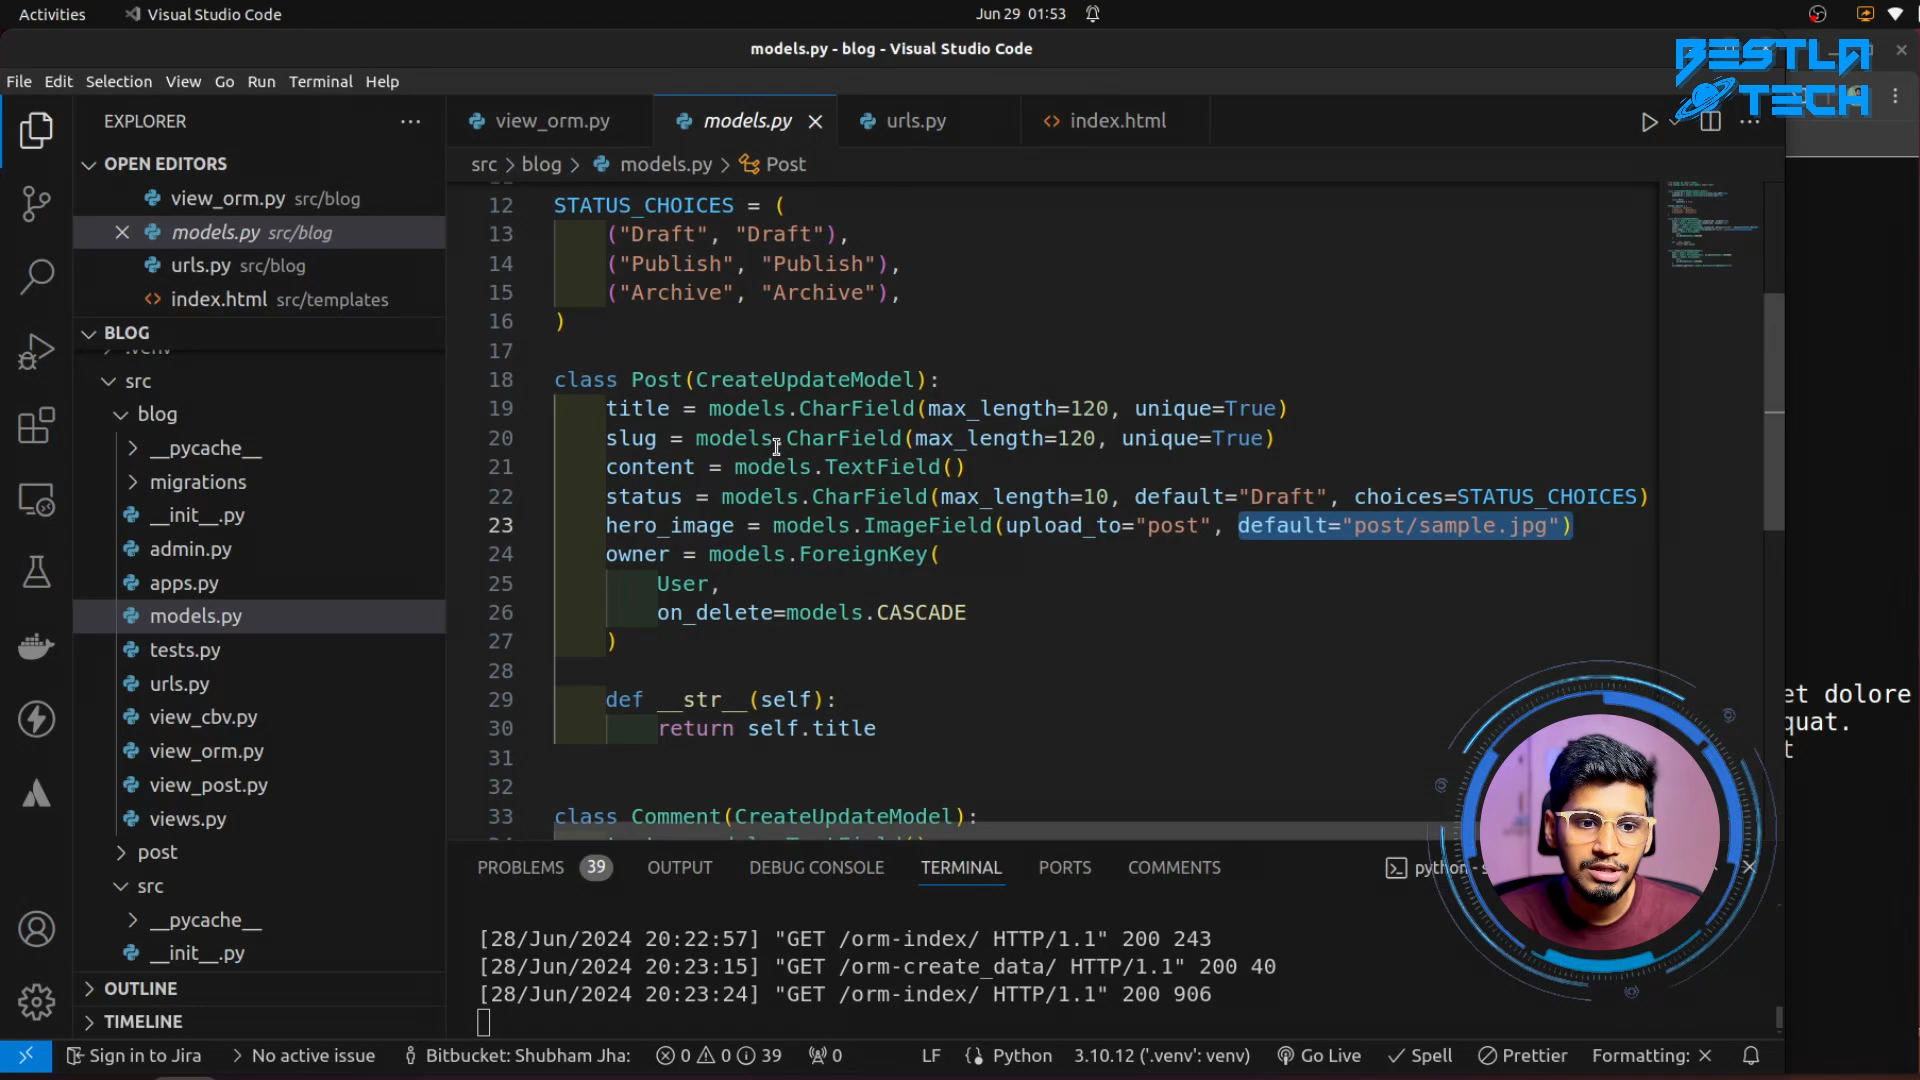 Activities
Visual Studio Code
Jun 29 01:53
models.py - blog - Visual Studio Code
BESTLA
TECH
File Edit Selection View Go Run Terminal Help
EXPLORER
view_orm.py
models.py
urls.py
index.html
OPEN EDITORS
view_orm.py src/blog
models.py src/blog
urls.py src/blog
index.html src/templates
BLOG
.venv
src
blog
__pycache__
migrations
__init__.py
admin.py
apps.py
models.py
tests.py
urls.py
view_cbv.py
view_orm.py
view_post.py
views.py
post
src
__pycache__
__init__.py
OUTLINE
TIMELINE
src > blog > models.py > Post
12 STATUS_CHOICES = (
13 ("Draft", "Draft"),
14 ("Publish", "Publish"),
15 ("Archive", "Archive"),
16 )
17
18 class Post(CreateUpdateModel):
19 title = models.CharField(max_length=120, unique=True)
20 slug = models.CharField(max_length=120, unique=True)
21 content = models.TextField()
22 status = models.CharField(max_length=10, default="Draft", choices=STATUS_CHOICES)
23 hero_image = models.ImageField(upload_to="post", default="post/sample.jpg")
24 owner = models.ForeignKey(
25 User,
26 on_delete=models.CASCADE
27 )
28
29 def __str__(self):
30 return self.title
31
32
33 class Comment(CreateUpdateModel):
et dolore
quat.
t
PROBLEMS 39 OUTPUT DEBUG CONSOLE TERMINAL PORTS COMMENTS
python - s
[28/Jun/2024 20:22:57] "GET /orm-index/ HTTP/1.1" 200 243
[28/Jun/2024 20:23:15] "GET /orm-create_data/ HTTP/1.1" 200 40
[28/Jun/2024 20:23:24] "GET /orm-index/ HTTP/1.1" 200 906
Sign in to Jira
No active issue
Bitbucket: Shubham Jha:
0 0 39
0
LF
Python
3.10.12 ('.venv': venv)
Go Live
Spell
Prettier
Formatting: